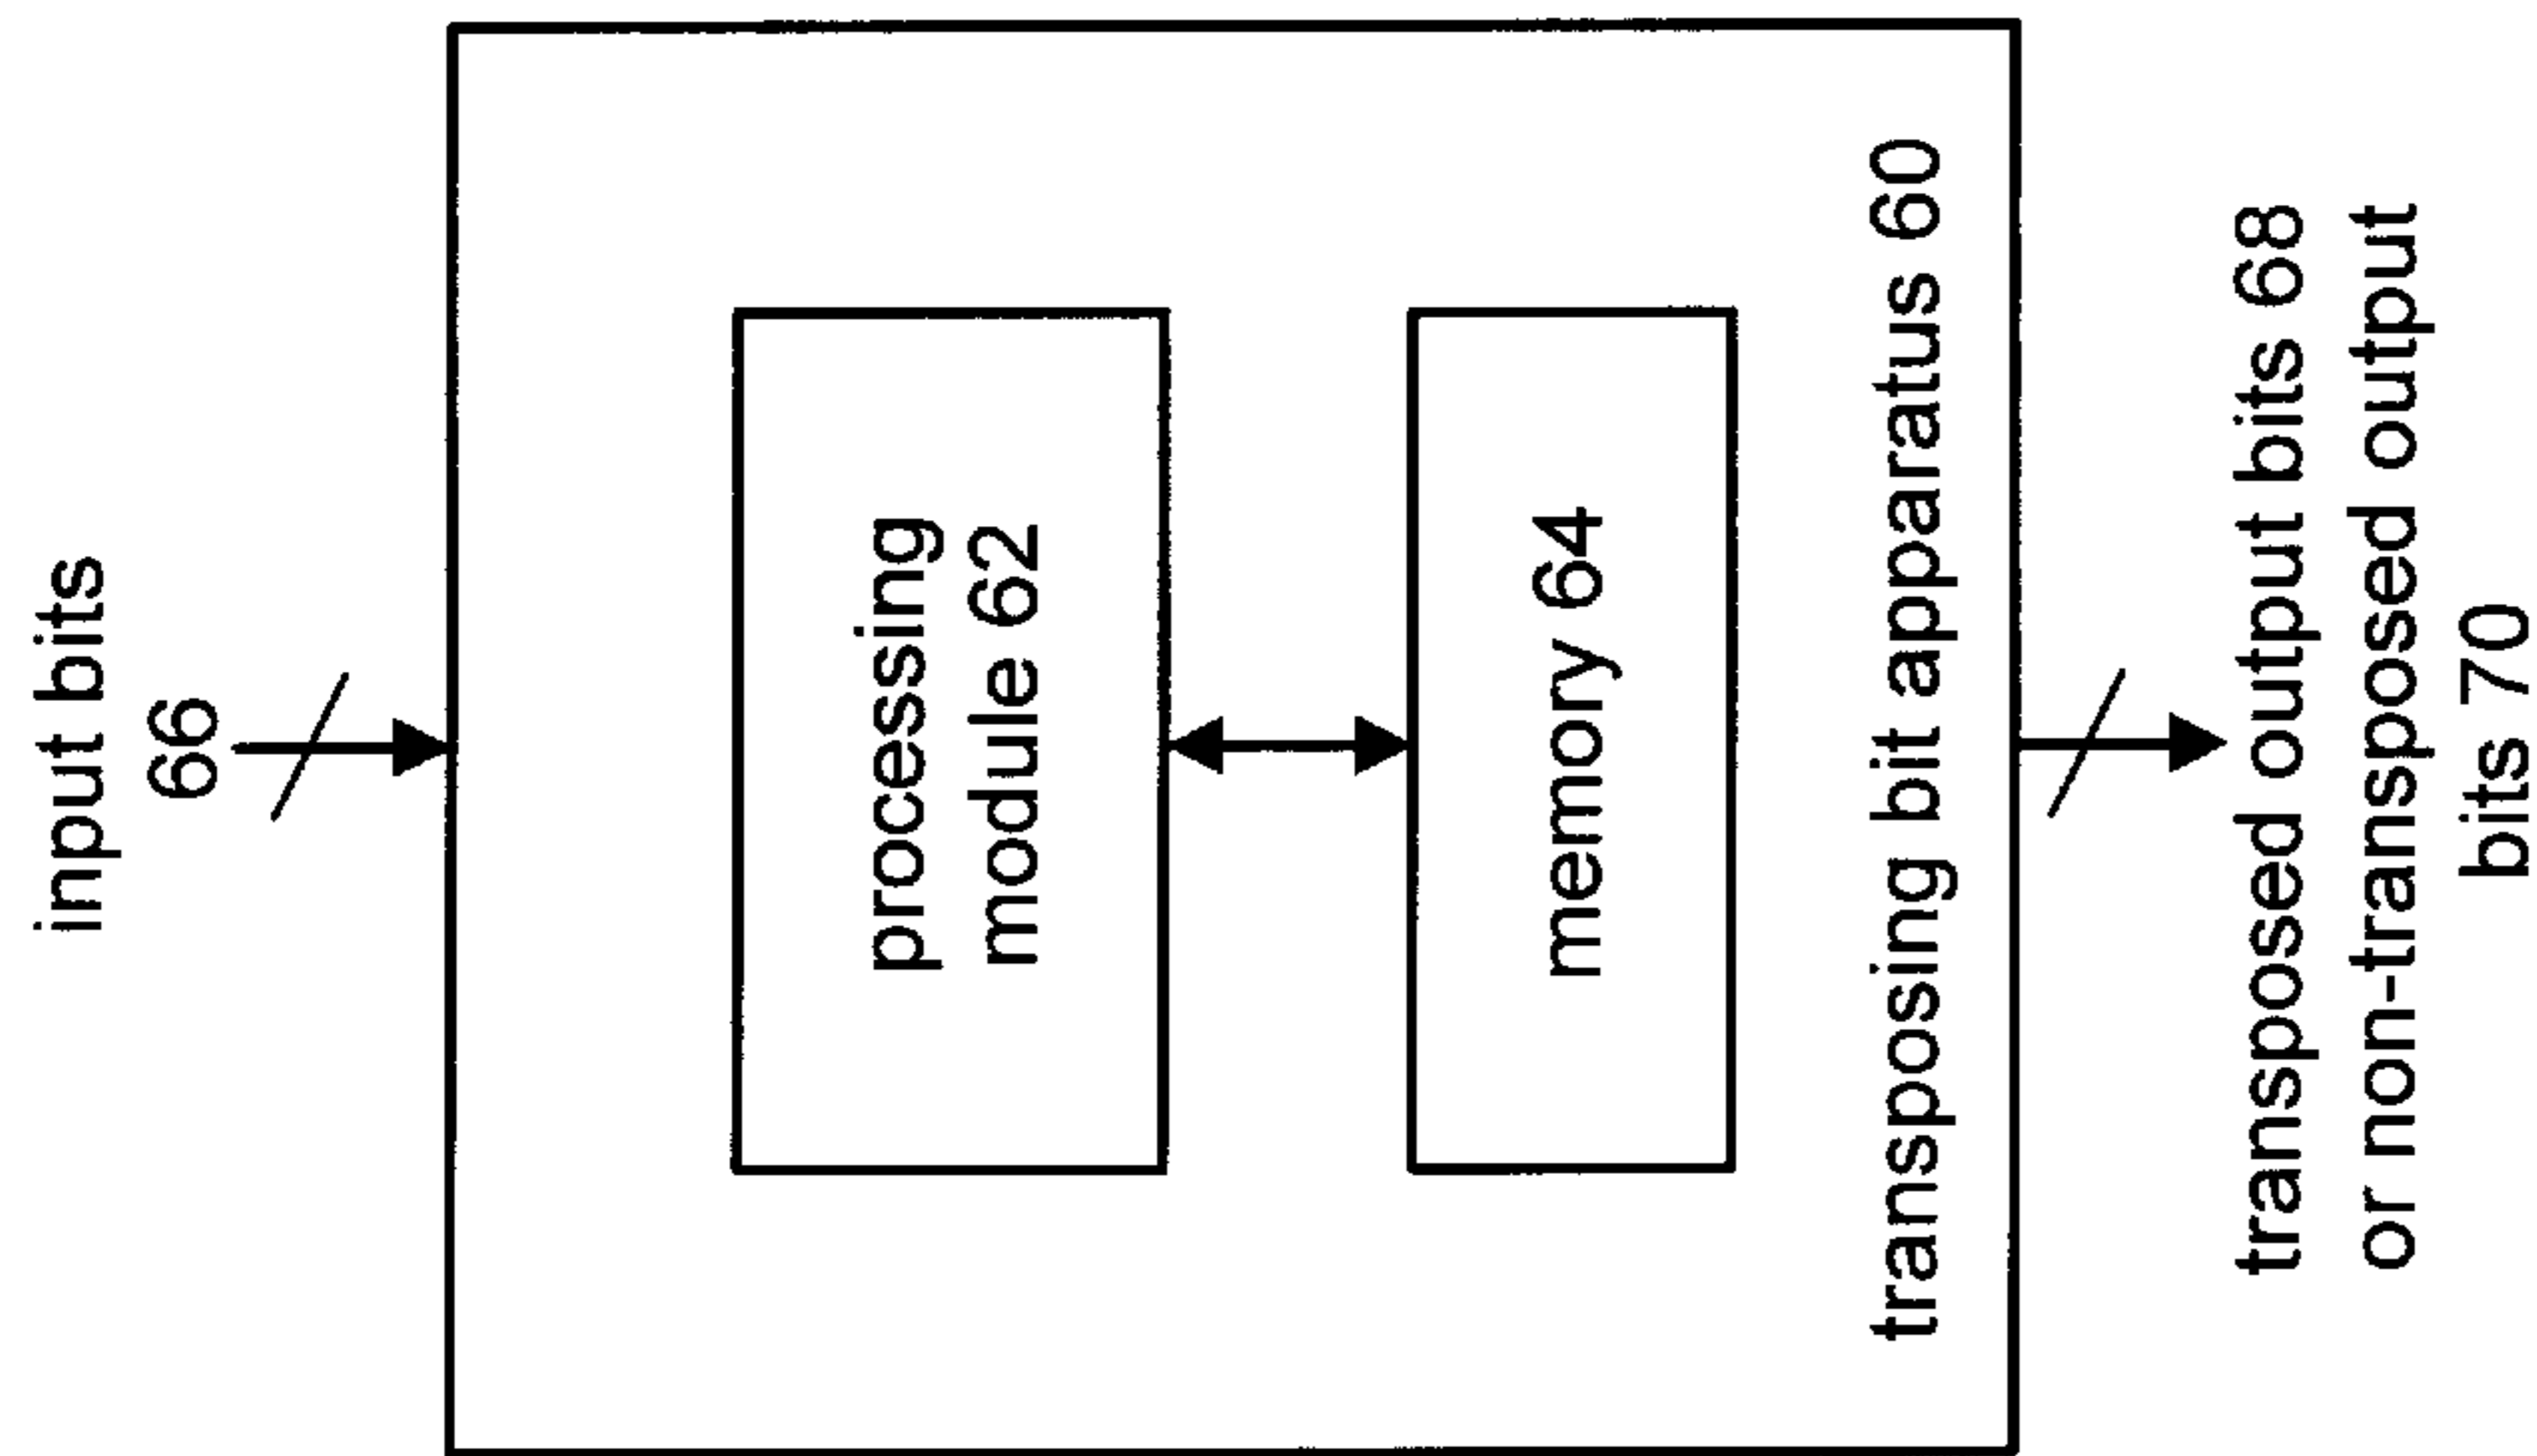 input bits
66
processing
module 62
memory 64
transposing bit apparatus 60
transposed output bits 68
or non-transposed output
bits 70